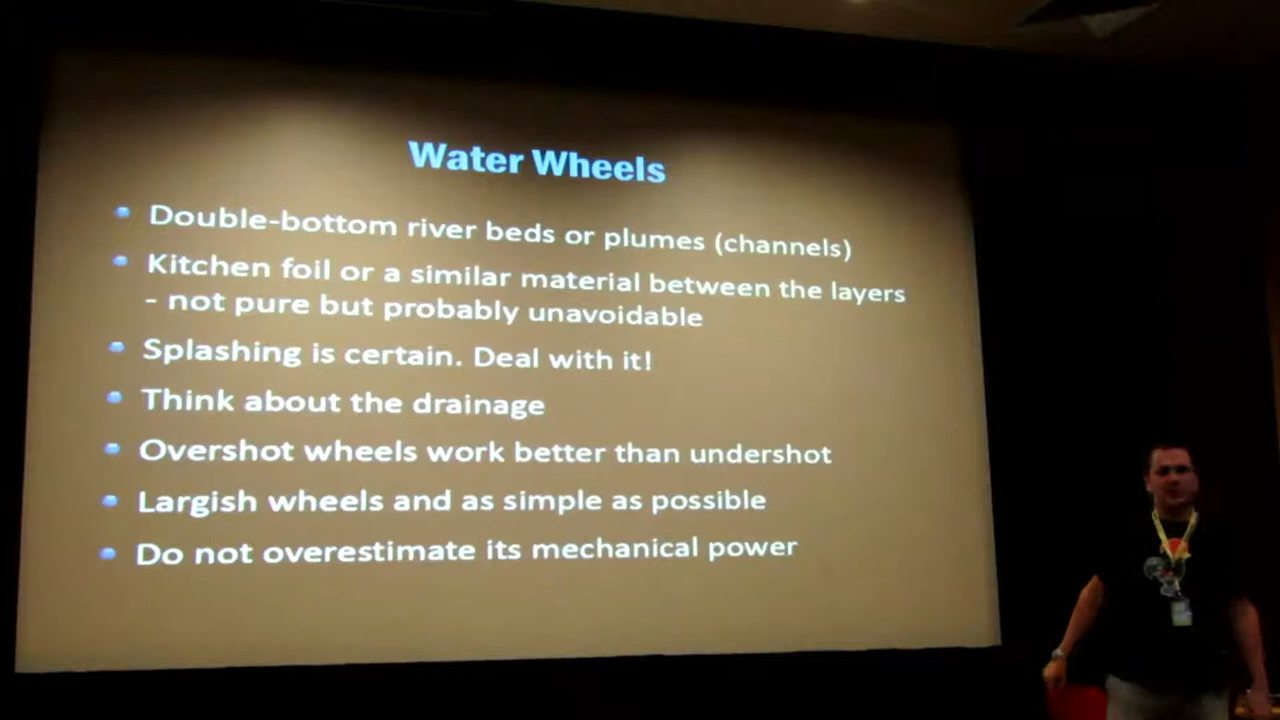 Water Wheels
Double-bottom river beds or plumes (channels)
Kitchen foil or a similar material between the layers
- not pure but probably unavoidable
Splashing is certain. Deal with it!
Think about the drainage
Overshot wheels work better than undershot
Largish wheels and as simple as possible
Do not overestimate its mechanical power